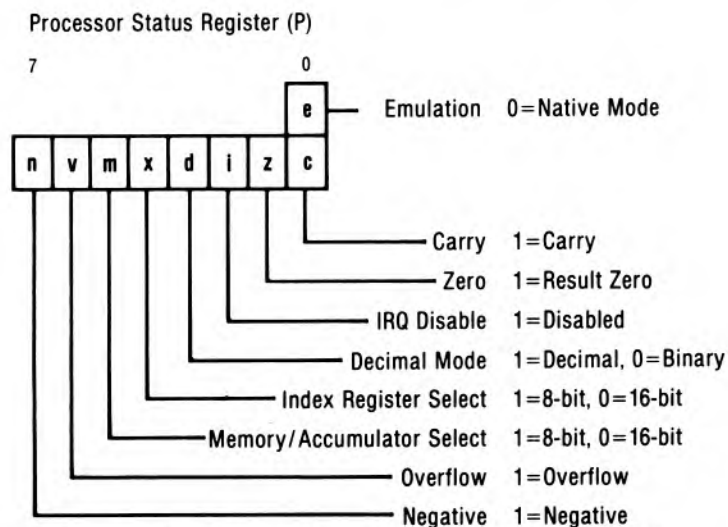 Processor Status Register (P)
7 0
e Emulation 0=Native Mode
n v m x d i z c
Carry 1=Carry
Zero 1=Result Zero
IRQ Disable 1=Disabled
Decimal Mode 1=Decimal, 0=Binary
Index Register Select 1=8-bit, 0=16-bit
Memory/Accumulator Select 1=8-bit, 0=16-bit
Overflow 1=Overflow
Negative 1=Negative